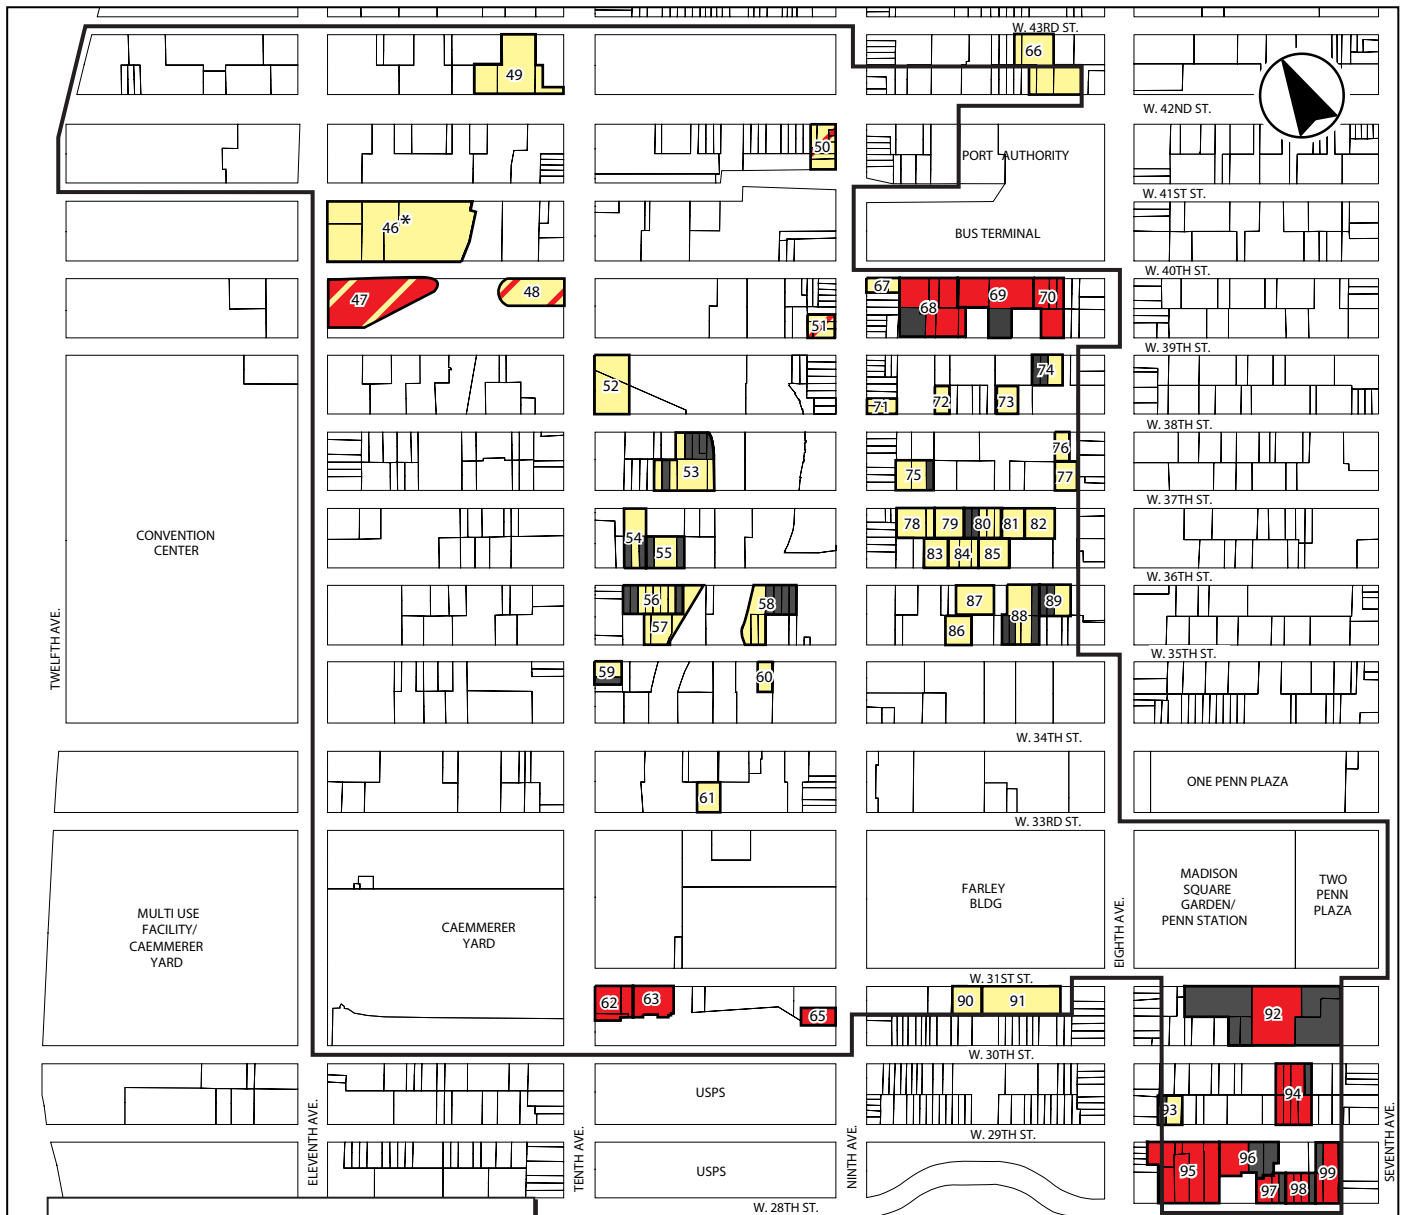 W. 43RD ST.
66
49
W. 42ND ST.
50
PORT AUTHORITY
W. 41ST ST.
46*
BUS TERMINAL
W. 40TH ST.
47
48
67
68
69
70
51
W. 39TH ST.
52
74
71
72
73
W. 38TH ST.
53
75
76
77
W. 37TH ST.
CONVENTION
CENTER
54
55
78
79
80
81
82
83
84
85
W. 36TH ST.
TWELFTH AVE.
56
57
58
87
86
88
89
W. 35TH ST.
59
60
W. 34TH ST.
61
ONE PENN PLAZA
W. 33RD ST.
MULTI USE
FACILITY/
CAEMMERER
YARD
CAEMMERER
YARD
FARLEY
BLDG
EIGHTH AVE.
MADISON
SQUARE
GARDEN/
PENN STATION
TWO
PENN
PLAZA
W. 31ST ST.
62
63
65
90
91
92
W. 30TH ST.
USPS
93
94
W. 29TH ST.
ELEVENTH AVE.
TENTH AVE.
NINTH AVE.
SEVENTH AVE.
USPS
95
96
97
98
99
W. 28TH ST.